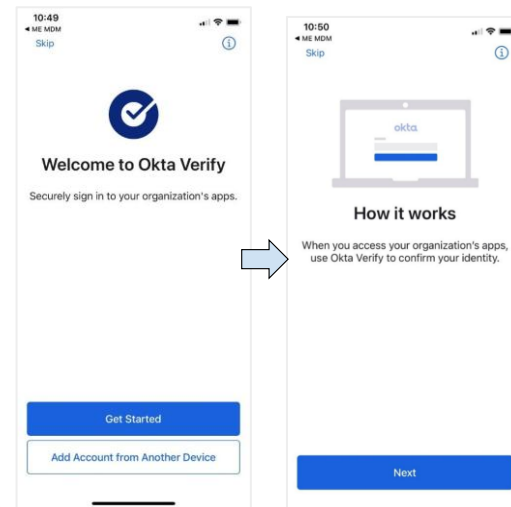 10:49
◀ ME MDM
Skip
Welcome to Okta Verify
Securely sign in to your organization's apps.
Get Started
Add Account from Another Device
10:50
◀ ME MDM
Skip
okta
How it works
When you access your organization's apps,
use Okta Verify to confirm your identity.
Next